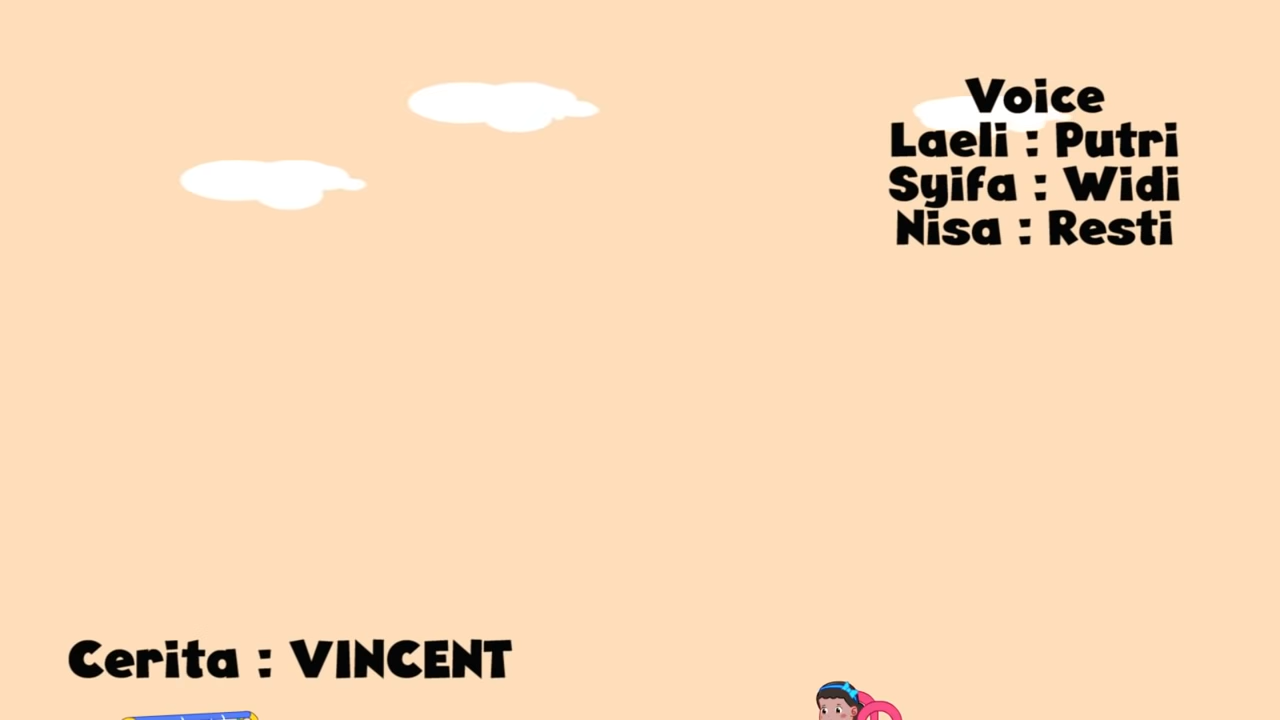 Voice
Laeli : Putri
Syifa : Widi
Nisa : Resti
Cerita : VINCENT